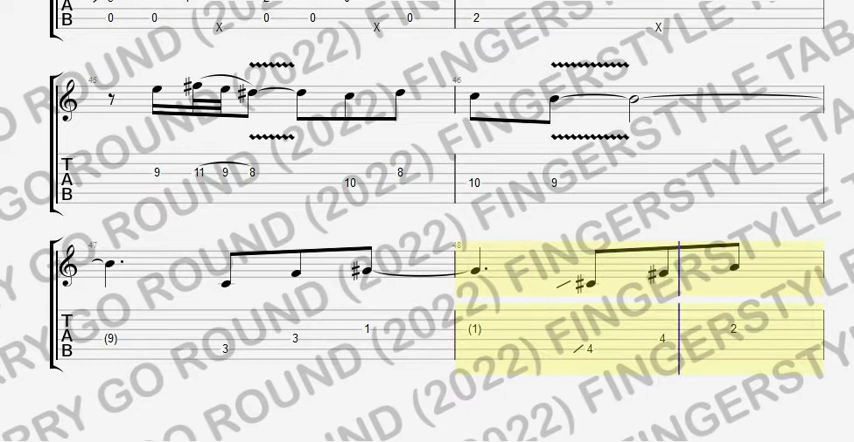 A
B
0 0 X 0 0 X 0 2 X
45
46
T
A
B
9 11 9 8 10 8 10 9
47
48
T
A
B
(9) 3 3 1 (1) 4 4 2
MERRY GO ROUND (2022) FINGERSTYLE TAB